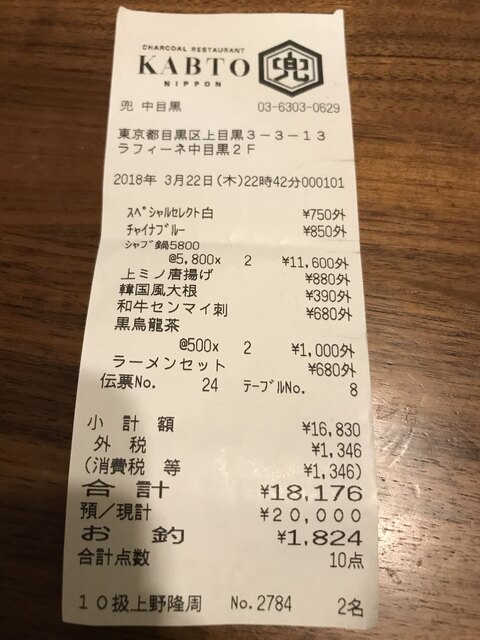 CHARCOAL RESTAURANT
KABTO
NIPPON
兜
兜 中目黒 03-6303-0629
東京都目黒区上目黒3-3-13
ラフィーネ中目黒2F
2018年 3月22日(木)22時42分000101
スペシャルセレクト白 ¥750外
チャイナブルー ¥850外
シャブ鍋5800
@5,800x 2 ¥11,600外
上ミノ唐揚げ ¥880外
韓国風大根 ¥390外
和牛センマイ刺 ¥680外
黒烏龍茶
@500x 2 ¥1,000外
ラーメンセット ¥680外
伝票No. 24 テーブルNo. 8
小計額 ¥16,830
外税 ¥1,346
(消費税 等 ¥1,346)
合計 ¥18,176
預/現計 ¥20,000
お釣 ¥1,824
合計点数 10点
10扱上野隆周 No.2784 2名